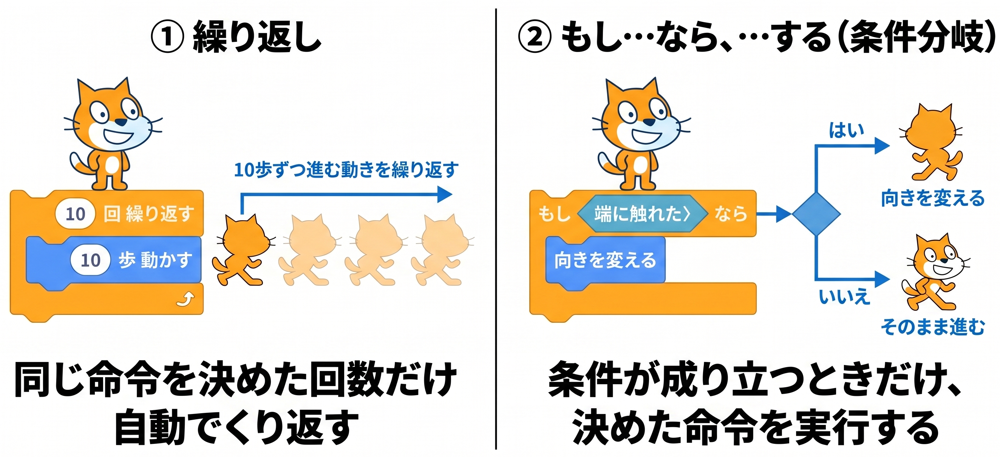 ① 繰り返し
10歩ずつ進む動きを繰り返す
10 回 繰り返す
10 歩 動かす
同じ命令を決めた回数だけ
自動でくり返す
② もし…なら、…する(条件分岐)
もし 端に触れた〉 なら
向きを変える
はい
向きを変える
いいえ
そのまま進む
条件が成り立つときだけ、
決めた命令を実行する